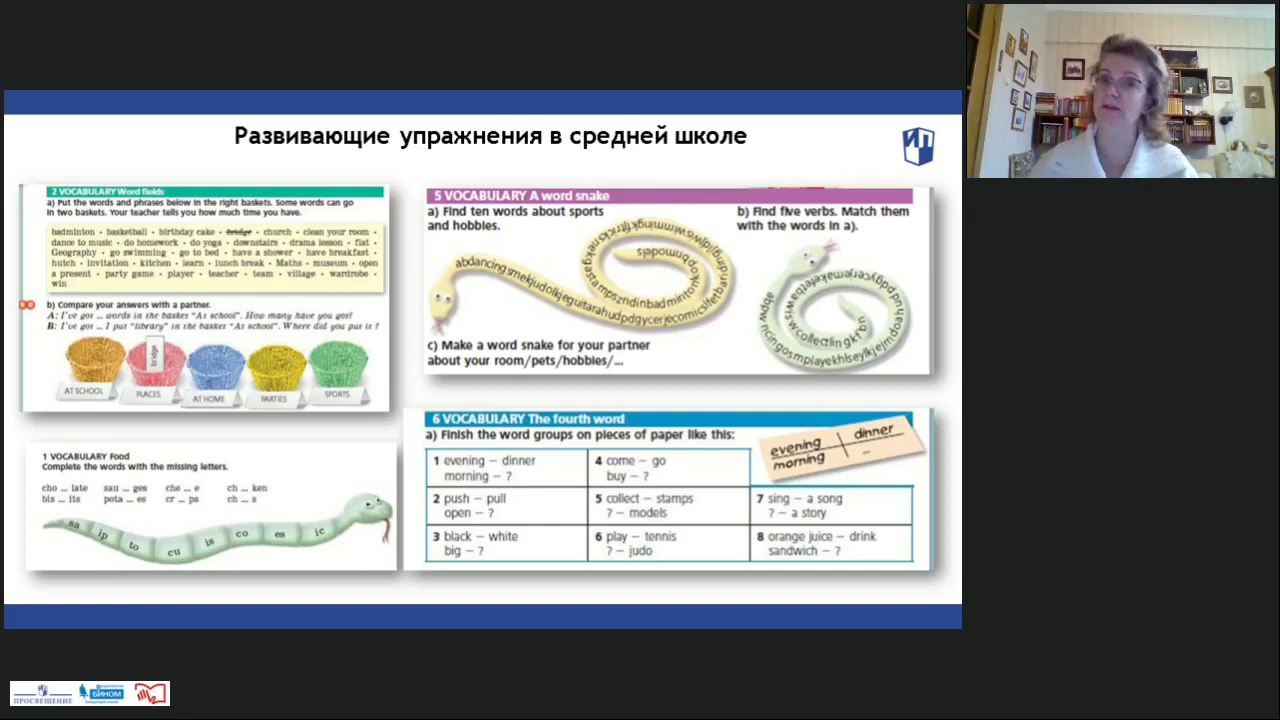 Развивающие упражнения в средней школе
2 VOCABULARY Word fields
a) Put the words and phrases below in the right baskets. Some words can go
in two baskets. Your teacher tells you how much time you have.
badminton • basketball • birthday cake • bridge • church • clean your room •
dance to music • do homework • do yoga • downstairs • drama lesson • flat •
Geography • go swimming • go to bed • have a shower • have breakfast •
hutch • invitation • kitchen • learn • lunch break • Maths • museum • open
a present • party game • player • teacher • team • village • wardrobe •
win
b) Compare your answers with a partner.
A: I've got ... words in the basket "At school". How many have you got?
B: I've got ... I put "library" in the basket "At school". Where did you put it?
bridge
AT SCHOOL
PLACES
AT HOME
PARTIES
SPORTS
5 VOCABULARY A word snake
a) Find ten words about sports
and hobbies.
b) Find five verbs. Match them
with the words in a).
c) Make a word snake for your partner
about your room/pets/hobbies/...
1 VOCABULARY Food
Complete the words with the missing letters.
cho ... late sau ... ges che ... e ch ... ken
bis ... its pota ... es cr ... ps ch ... s
sa ip to cu is co es ic
6 VOCABULARY The fourth word
a) Finish the word groups on pieces of paper like this:
evening dinner
morning –
1 evening – dinner
morning – ?
4 come – go
buy – ?
2 push – pull
open – ?
5 collect – stamps
? – models
7 sing – a song
? – a story
3 black – white
big – ?
6 play – tennis
? – judo
8 orange juice – drink
sandwich – ?
ПРОСВЕЩЕНИЕ
БИНОМ